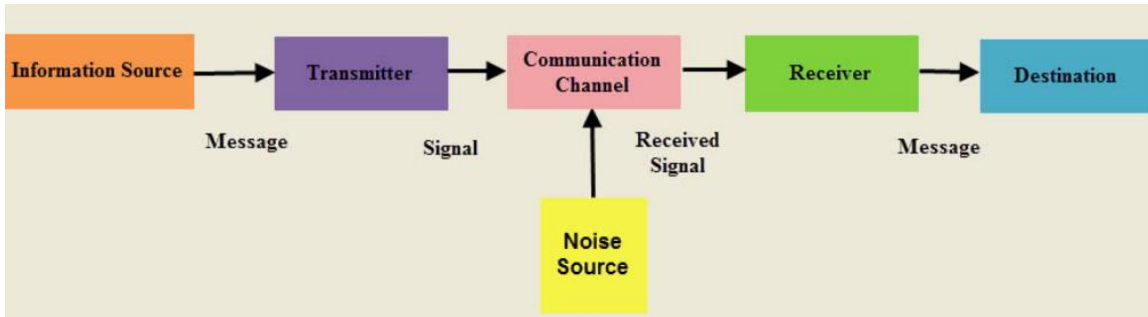 Information Source
Transmitter
Communication
Channel
Receiver
Destination
Message
Signal
Received
Signal
Message
Noise
Source